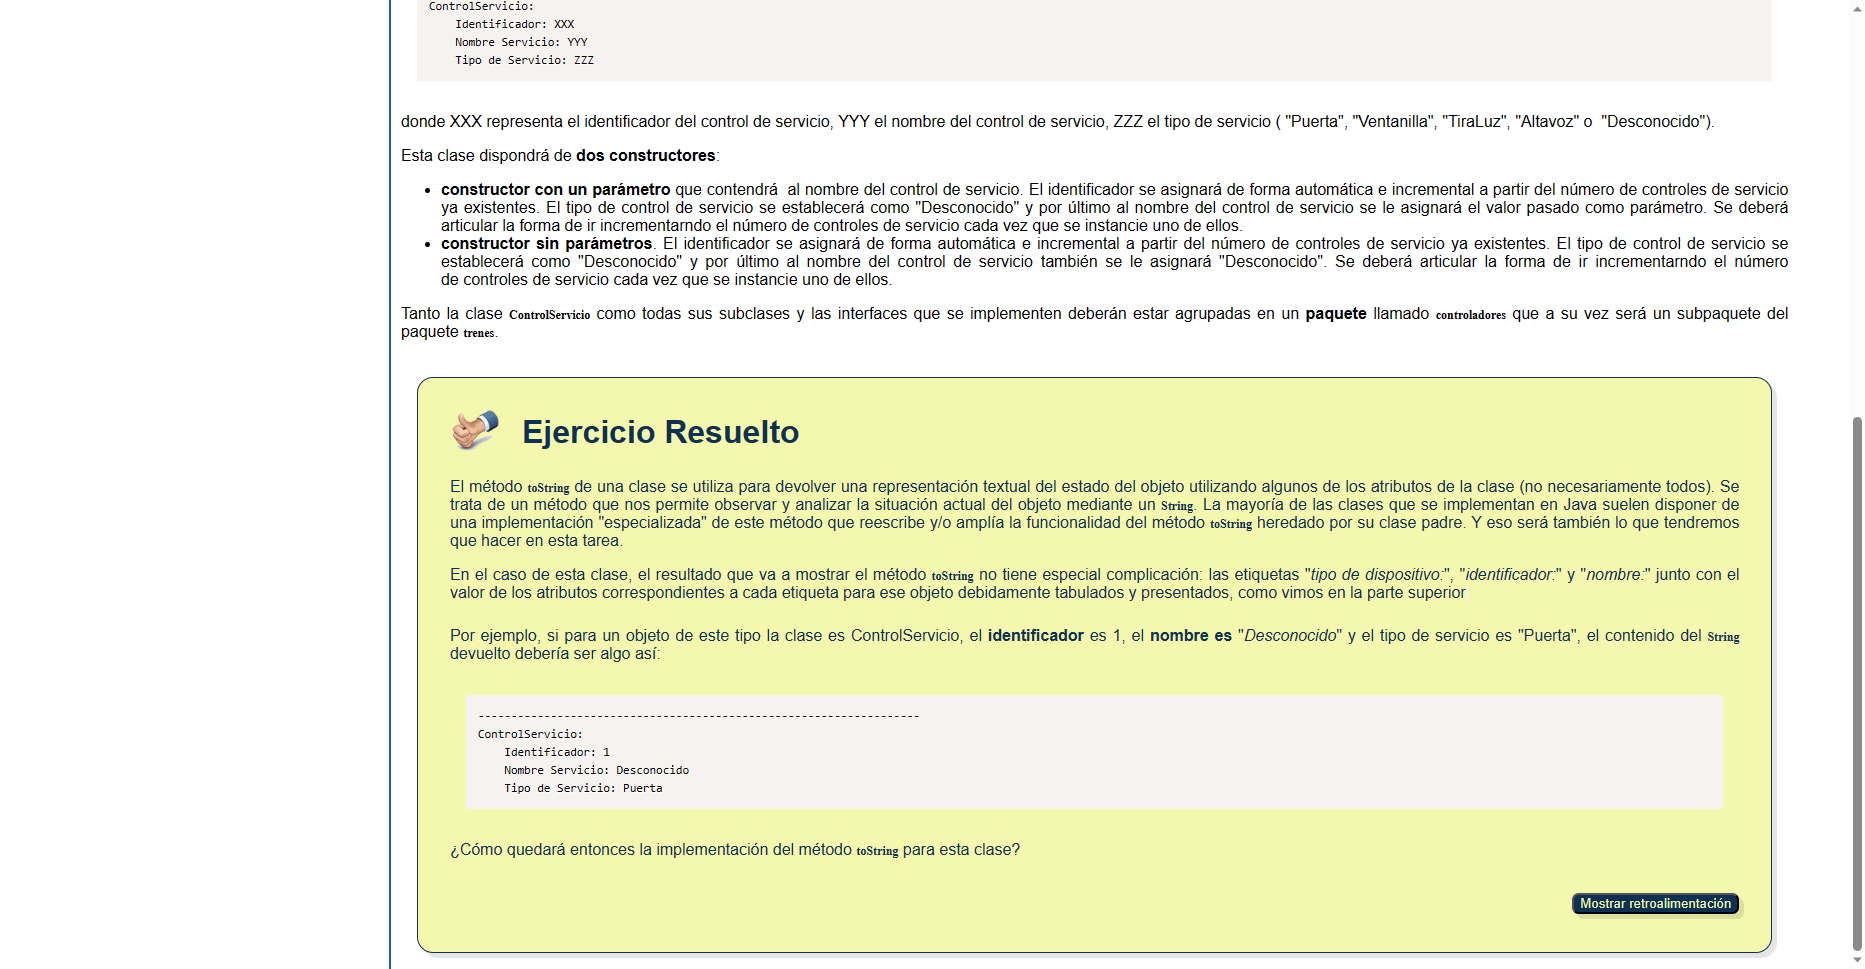 ControlServicio:
    Identificador: XXX
    Nombre Servicio: YYY
    Tipo de Servicio: ZZZ
donde XXX representa el identificador del control de servicio, YYY el nombre del control de servicio, ZZZ el tipo de servicio ( "Puerta", "Ventanilla", "TiraLuz", "Altavoz" o  "Desconocido").
Esta clase dispondrá de dos constructores:
• constructor con un parámetro que contendrá  al nombre del control de servicio. El identificador se asignará de forma automática e incremental a partir del número de controles de servicio
ya existentes. El tipo de control de servicio se establecerá como "Desconocido" y por último al nombre del control de servicio se le asignará el valor pasado como parámetro. Se deberá
articular la forma de ir incrementarndo el número de controles de servicio cada vez que se instancie uno de ellos.
• constructor sin parámetros. El identificador se asignará de forma automática e incremental a partir del número de controles de servicio ya existentes. El tipo de control de servicio se
establecerá como "Desconocido" y por último al nombre del control de servicio también se le asignará "Desconocido". Se deberá articular la forma de ir incrementarndo el número
de controles de servicio cada vez que se instancie uno de ellos.
Tanto la clase ControlServicio como todas sus subclases y las interfaces que se implementen deberán estar agrupadas en un paquete llamado controladores que a su vez será un subpaquete del
paquete trenes.
Ejercicio Resuelto
El método toString de una clase se utiliza para devolver una representación textual del estado del objeto utilizando algunos de los atributos de la clase (no necesariamente todos). Se
trata de un método que nos permite observar y analizar la situación actual del objeto mediante un String. La mayoría de las clases que se implementan en Java suelen disponer de
una implementación "especializada" de este método que reescribe y/o amplía la funcionalidad del método toString heredado por su clase padre. Y eso será también lo que tendremos
que hacer en esta tarea.
En el caso de esta clase, el resultado que va a mostrar el método toString no tiene especial complicación: las etiquetas "tipo de dispositivo:", "identificador:" y "nombre:" junto con el
valor de los atributos correspondientes a cada etiqueta para ese objeto debidamente tabulados y presentados, como vimos en la parte superior
Por ejemplo, si para un objeto de este tipo la clase es ControlServicio, el identificador es 1, el nombre es "Desconocido" y el tipo de servicio es "Puerta", el contenido del String
devuelto debería ser algo así:
-------------------------------------------------------------------
ControlServicio:
    Identificador: 1
    Nombre Servicio: Desconocido
    Tipo de Servicio: Puerta
¿Cómo quedará entonces la implementación del método toString para esta clase?
Mostrar retroalimentación